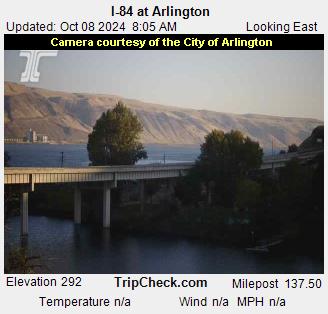 I-84 at Arlington
Updated: Oct 08 2024 8:05 AM Looking East
Camera courtesy of the City of Arlington
Elevation 292 TripCheck.com Milepost 137.50
Temperature n/a Wind n/a MPH n/a